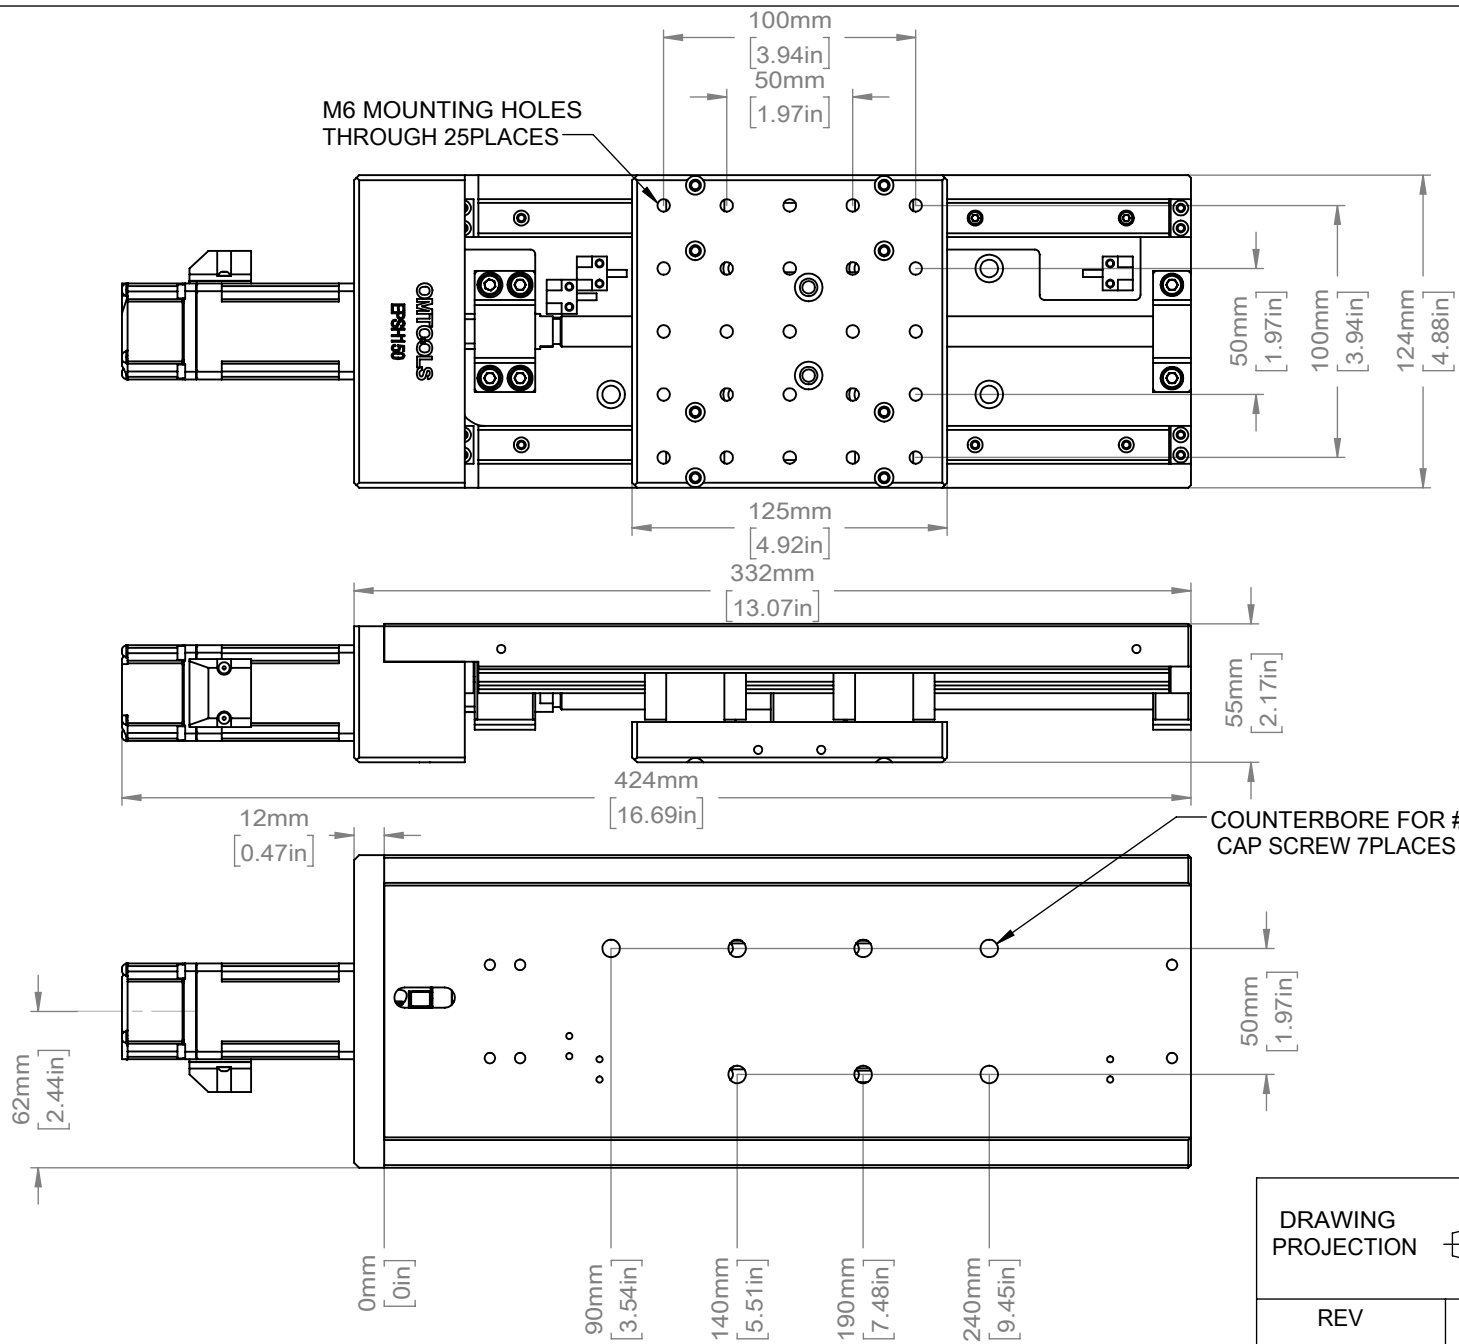 100mm
[3.94in]
50mm
[1.97in]
M6 MOUNTING HOLES
THROUGH 25PLACES
OMTOOLS
EPSH150
50mm
[1.97in]
100mm
[3.94in]
124mm
[4.88in]
125mm
[4.92in]
332mm
[13.07in]
55mm
[2.17in]
424mm
[16.69in]
12mm
[0.47in]
COUNTERBORE FOR #
CAP SCREW 7PLACES
62mm
[2.44in]
50mm
[1.97in]
0mm
[0in]
90mm
[3.54in]
140mm
[5.51in]
190mm
[7.48in]
240mm
[9.45in]
DRAWING
PROJECTION
REV